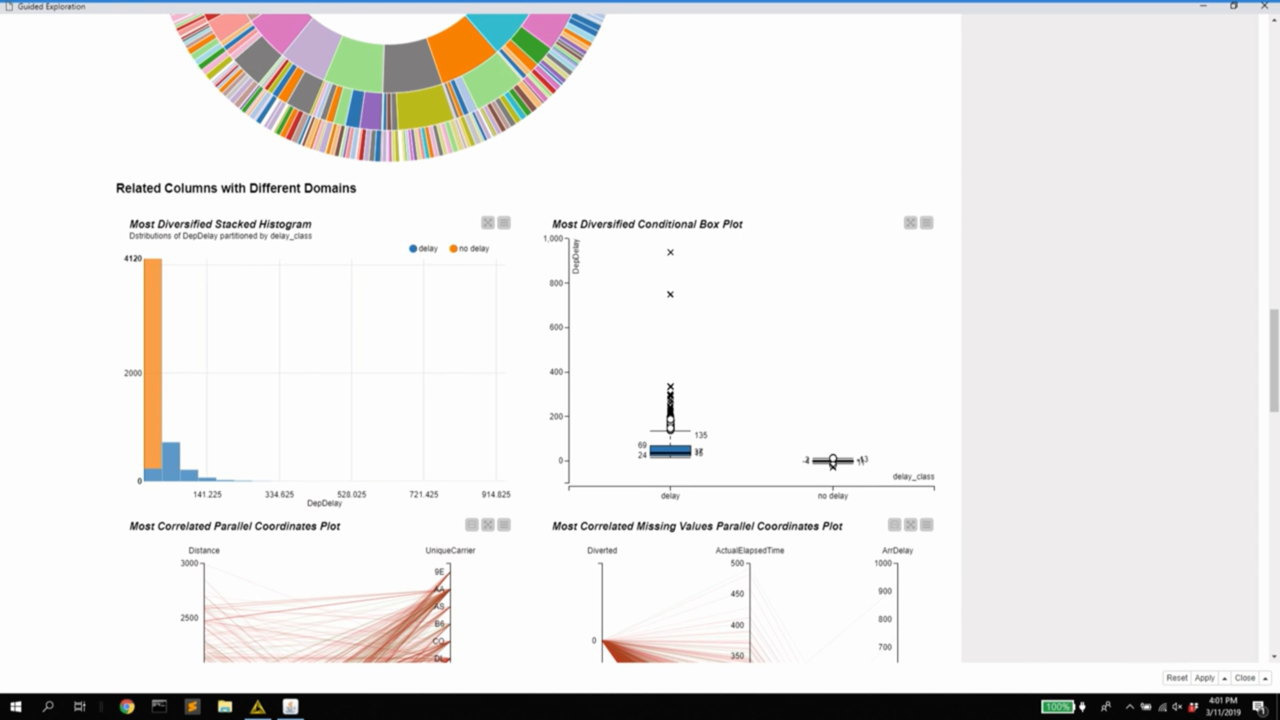 Guided Exploration
Related Columns with Different Domains
Most Diversified Stacked Histogram
Dstributions of DepDelay partitioned by delay_class
delay
no delay
4120
2000
0
141.225
334.625
528.025
721.425
914.825
DepDelay
Most Diversified Conditional Box Plot
1,000
800
600
400
200
0
DepDelay
135
69
24
delay_class
delay
no delay
Most Correlated Parallel Coordinates Plot
Distance
UniqueCarrier
3000
2500
9E
AA
AS
B6
CO
DL
Most Correlated Missing Values Parallel Coordinates Plot
Diverted
ActualElapsedTime
ArrDelay
0
500
450
400
350
1000
900
800
700
Reset
Apply
Close
100%
4:01 PM
3/11/2019